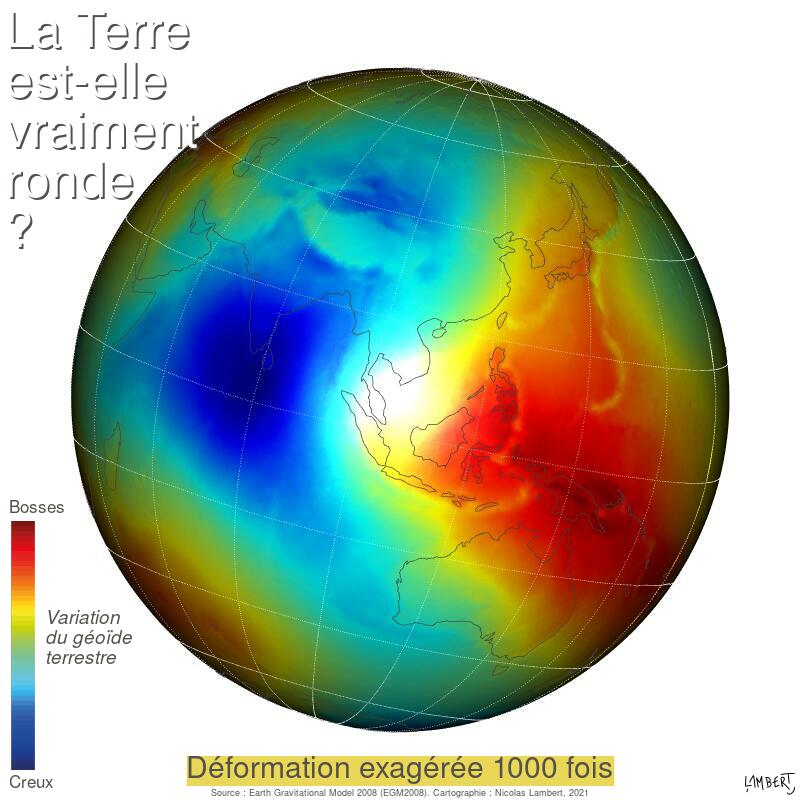 La Terre
est-elle
vraiment
ronde
?
Bosses
Variation
du géoïde
terrestre
Creux
Déformation exagérée 1000 fois
Source : Earth Gravitational Model 2008 (EGM2008). Cartographie : Nicolas Lambert, 2021
LAMBERT